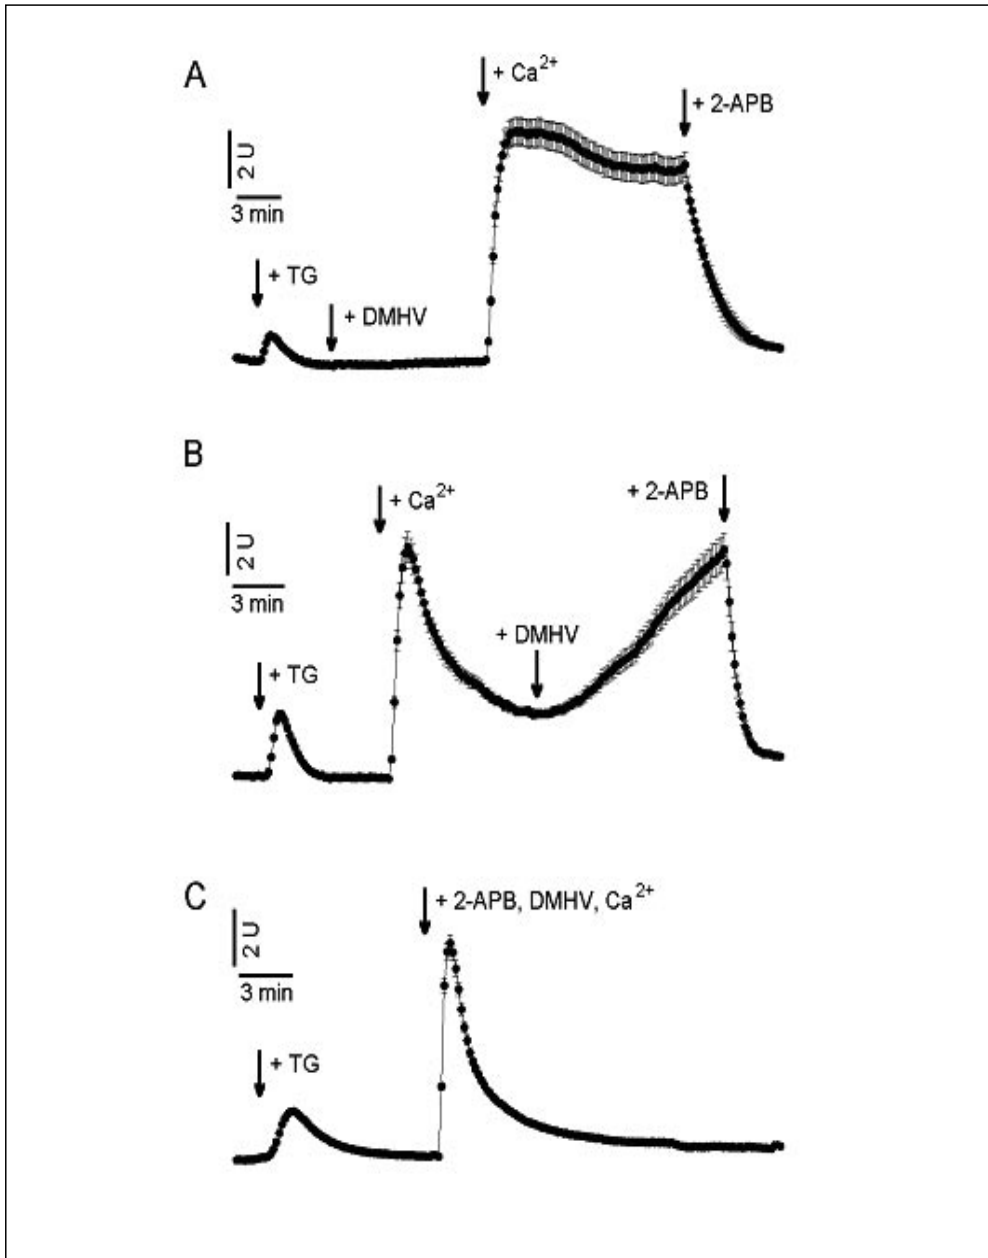 A
+ Ca²⁺
+ 2-APB
2 U
3 min
+ TG
+ DMHV
B
+ Ca²⁺
+ 2-APB
2 U
3 min
+ DMHV
+ TG
C
+ 2-APB, DMHV, Ca²⁺
2 U
3 min
+ TG